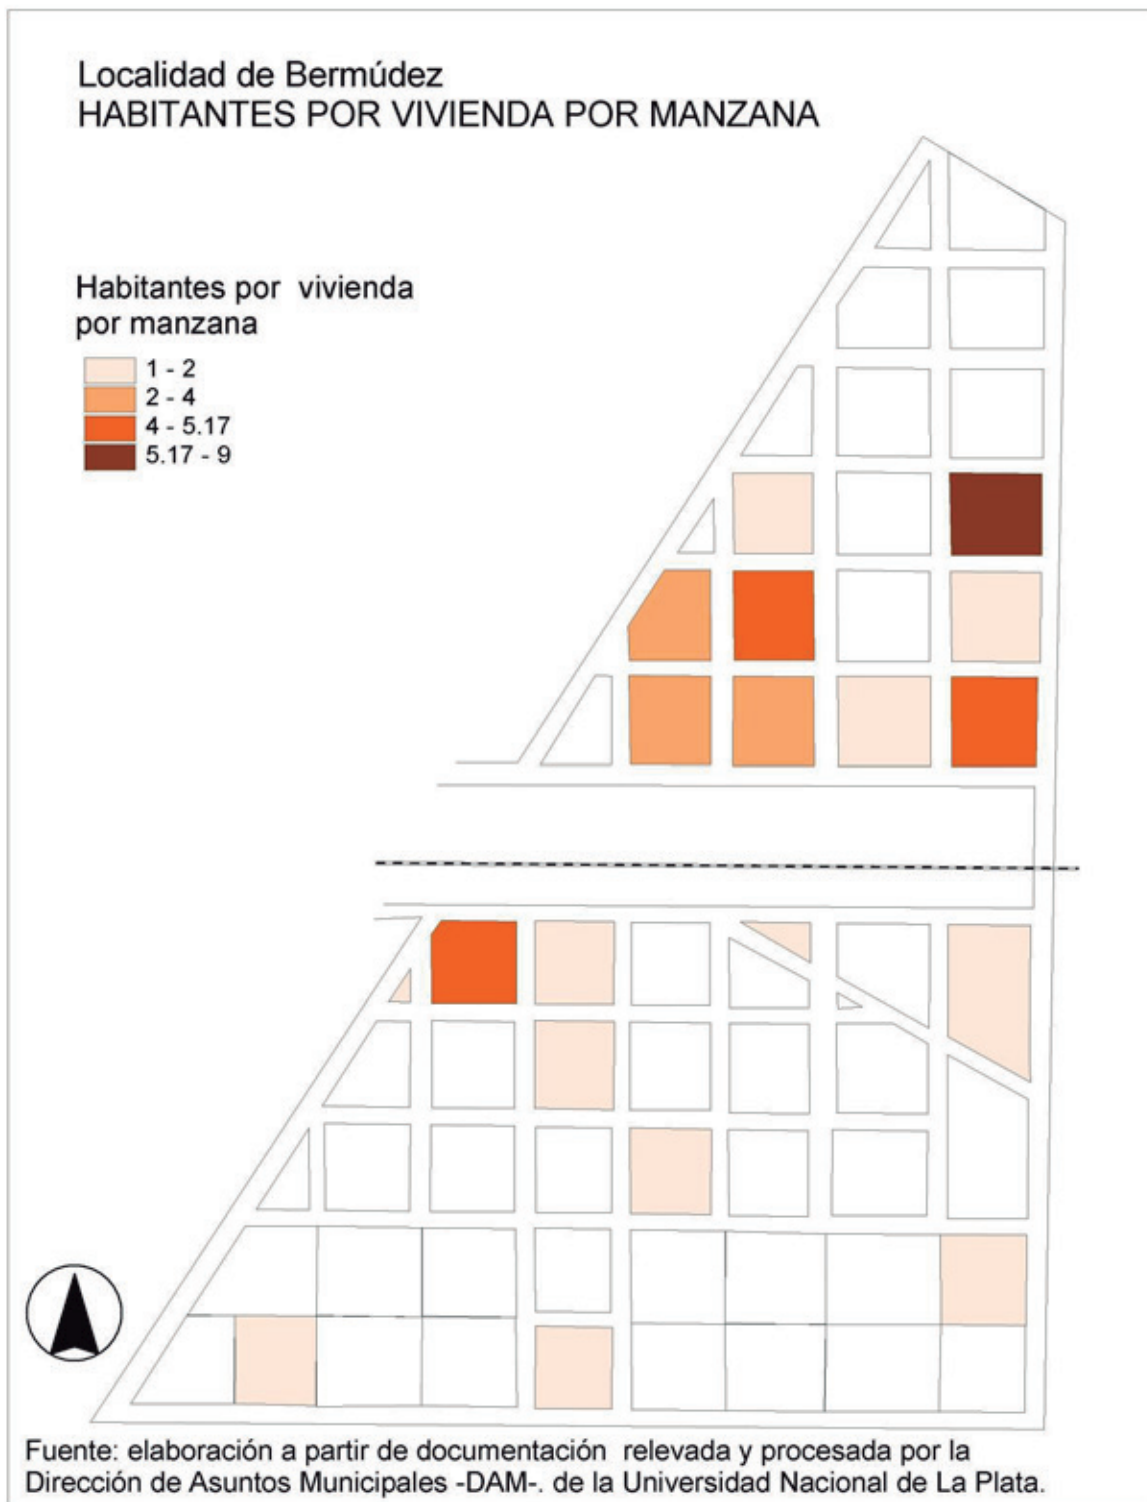 Localidad de Bermúdez
HABITANTES POR VIVIENDA POR MANZANA
Habitantes por vivienda
por manzana
1 - 2
2 - 4
4 - 5.17
5.17 - 9
Fuente: elaboración a partir de documentación relevada y procesada por la
Dirección de Asuntos Municipales -DAM-. de la Universidad Nacional de La Plata.